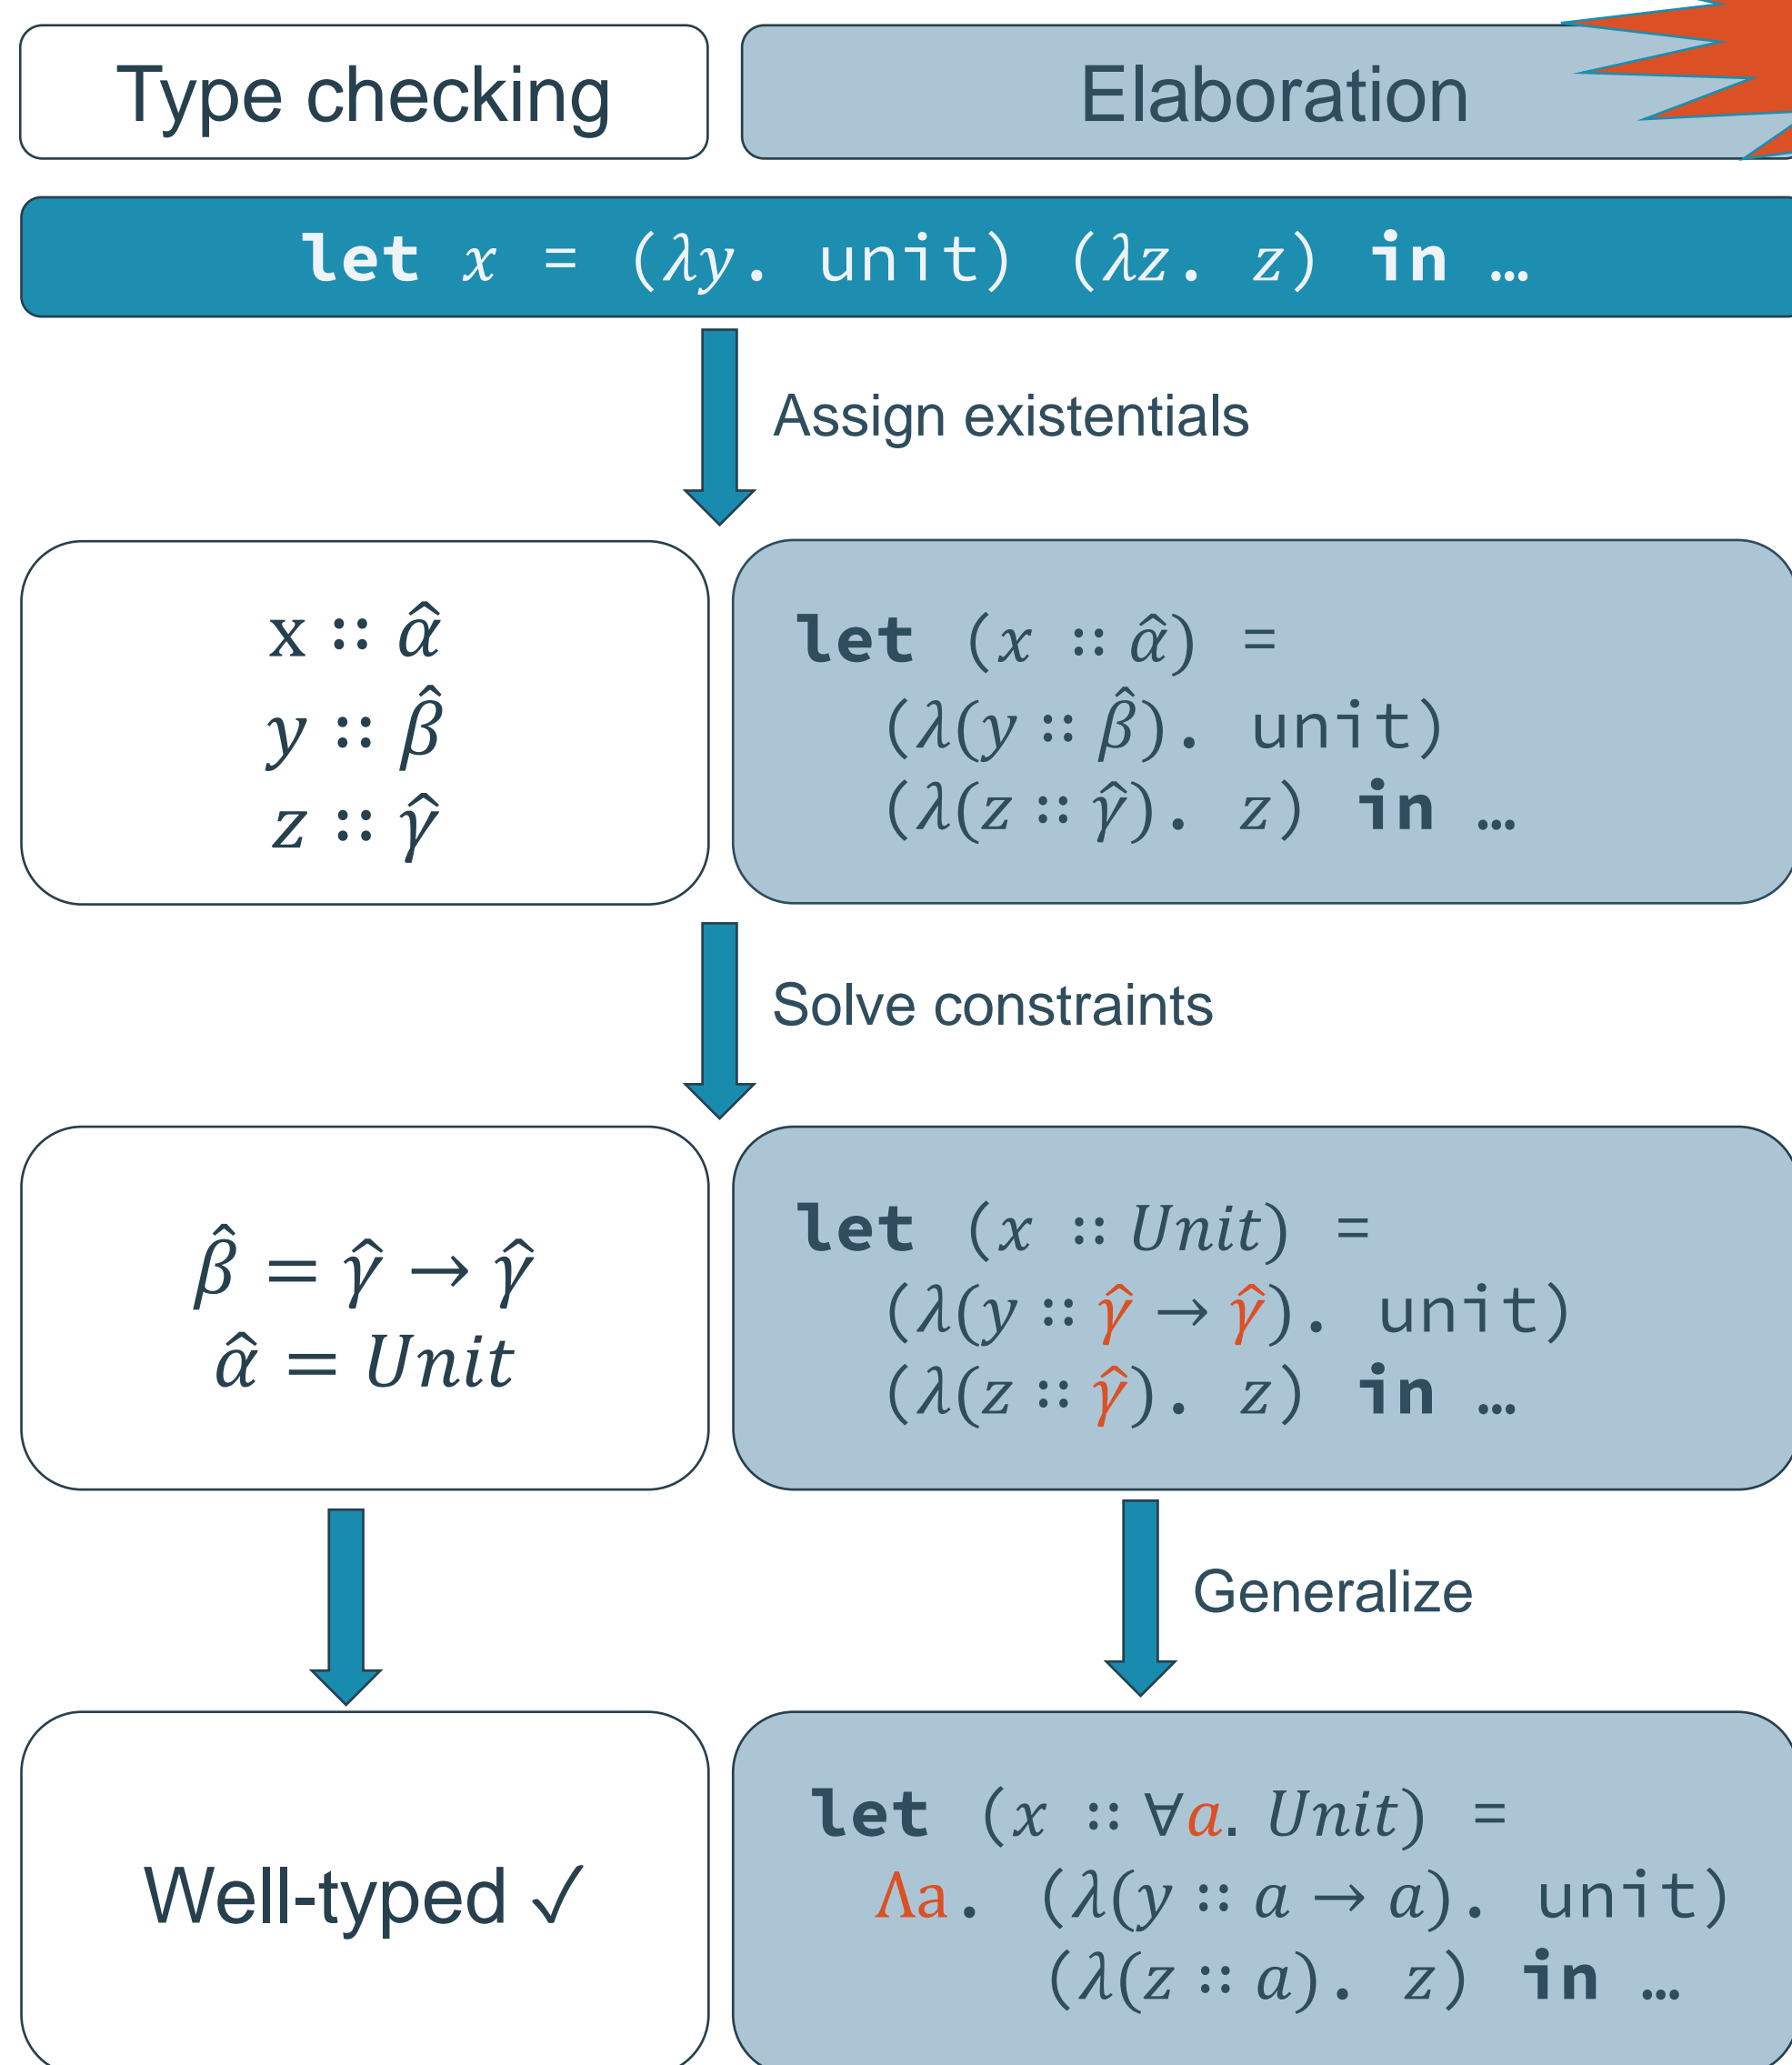 Type checking
Elaboration
let x = (λy. unit) (λz. z) in …
Assign existentials
x :: α̂
y :: β̂
z :: γ̂
let (x :: α̂) =
(λ(y :: β̂). unit)
(λ(z :: γ̂). z) in …
Solve constraints
β̂ = γ̂ → γ̂
α̂ = Unit
let (x :: Unit) =
(λ(y :: γ̂ → γ̂). unit)
(λ(z :: γ̂). z) in …
Generalize
Well-typed ✓
let (x :: ∀a. Unit) =
Λa. (λ(y :: a → a). unit)
(λ(z :: a). z) in …